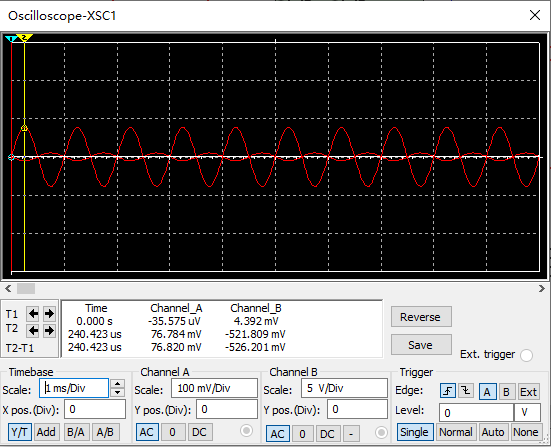 Oscilloscope-XSC1
1 2
T1
T2
T2-T1
Time Channel_A Channel_B
0.000 s -35.575 uV 4.392 mV
240.423 us 76.784 mV -521.809 mV
240.423 us 76.820 mV -526.201 mV
Reverse
Save
Ext. trigger
Timebase
Scale: 1 ms/Div
X pos.(Div): 0
Y/T Add B/A A/B
Channel A
Scale: 100 mV/Div
Y pos.(Div): 0
AC 0 DC
Channel B
Scale: 5 V/Div
Y pos.(Div): 0
AC 0 DC -
Trigger
Edge: A B Ext
Level: 0 V
Single Normal Auto None